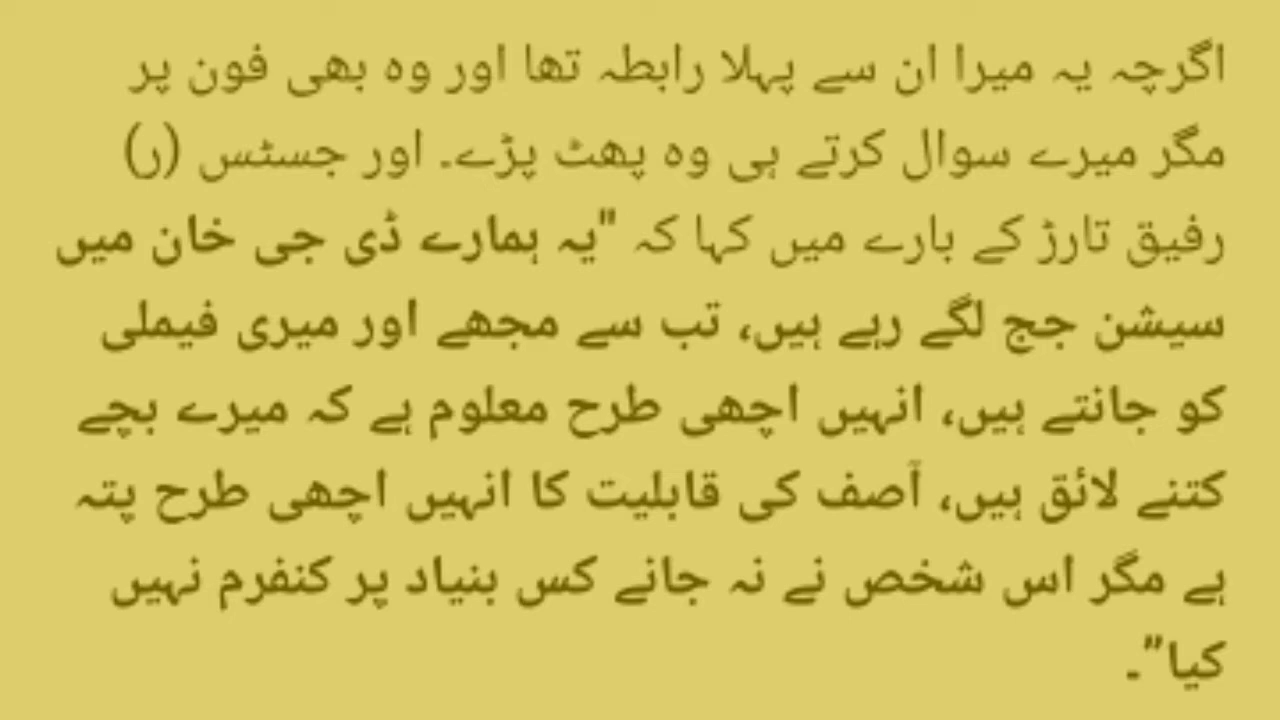 اگرچہ یہ میرا ان سے پہلا رابطہ تھا اور وہ بھی فون پر
مگر میرے سوال کرتے ہی وہ پھٹ پڑے۔ اور جسٹس (ر)
رفیق تارڑ کے بارے میں کہا کہ "یہ ہمارے ڈی جی خان میں
سیشن جج لگے رہے ہیں، تب سے مجھے اور میری فیملی
کو جانتے ہیں، انہیں اچھی طرح معلوم ہے کہ میرے بچے
کتنے لائق ہیں، آصف کی قابلیت کا انہیں اچھی طرح پتہ
ہے مگر اس شخص نے نہ جانے کس بنیاد پر کنفرم نہیں
کیا”۔